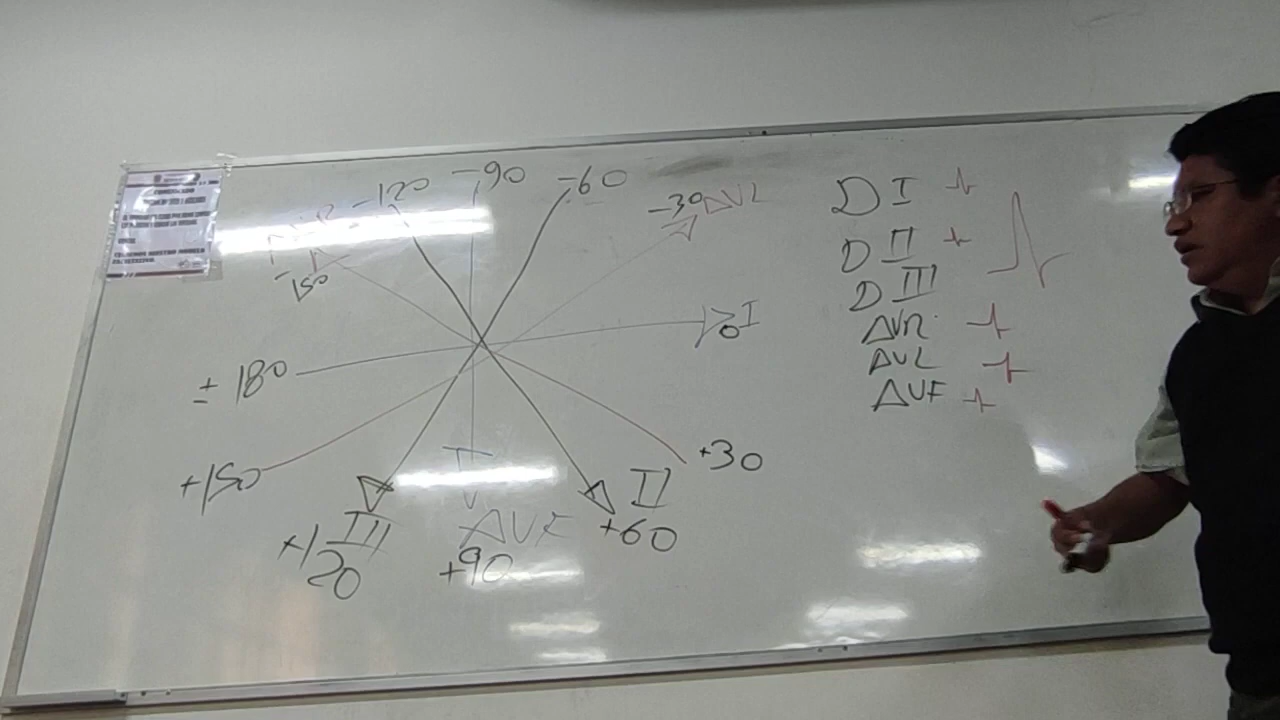 -120
-90
-60
-30 AVL
-150
I
0
± 180
+150
+30
II
+60
III
+120
AVF
+90
D I
D II
D III
AVR
AVL
AVF